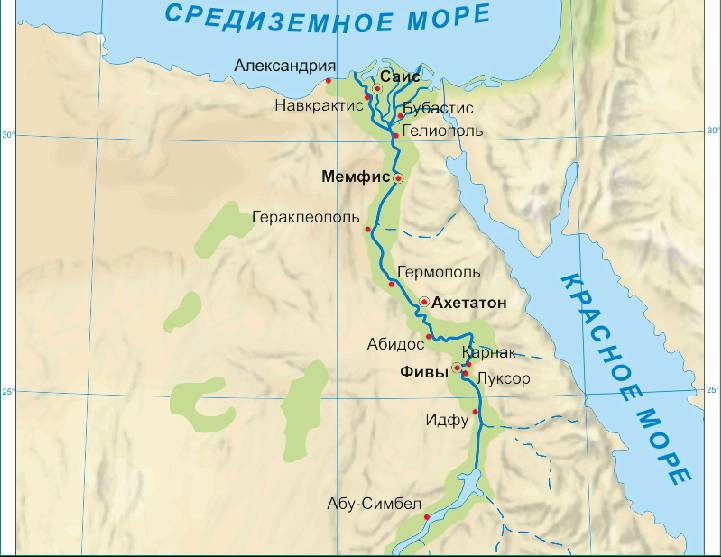 СРЕДИЗЕМНОЕ МОРЕ
Александрия
Саис
Навкрактис
Бубастис
30°
Гелиополь
30°
Мемфис
Гераклеополь
Гермополь
Ахетатон
КРАСНОЕ МОРЕ
Абидос
Карнак
Фивы
Луксор
25°
25°
Идфу
Абу-Симбел